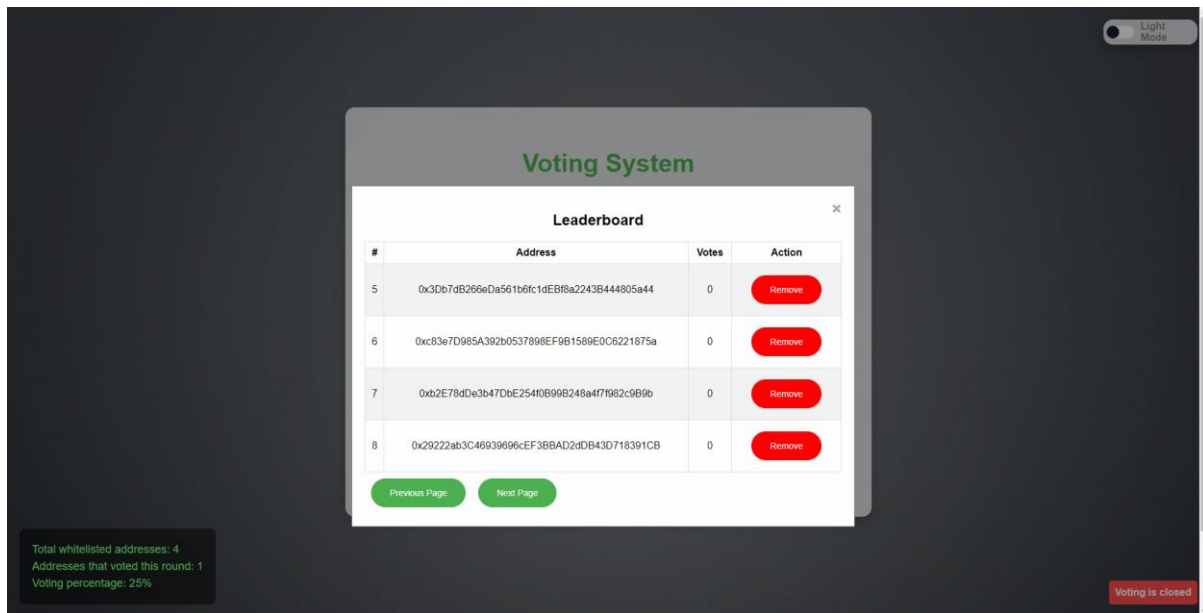 Light
Mode
Voting System
×
Leaderboard
# Address Votes Action
5 0x3Db7dB266eDa561b6fc1dEBf8a2243B444805a44 0 Remove
6 0xc83e7D985A392b0537898EF9B1589E0C6221875a 0 Remove
7 0xb2E78dDe3b47DbE254f0B99B248a4f7f982c9B9b 0 Remove
8 0x29222ab3C46939696cEF3BBAD2dDB43D718391CB 0 Remove
Previous Page Next Page
Total whitelisted addresses: 4
Addresses that voted this round: 1
Voting percentage: 25%
Voting is closed